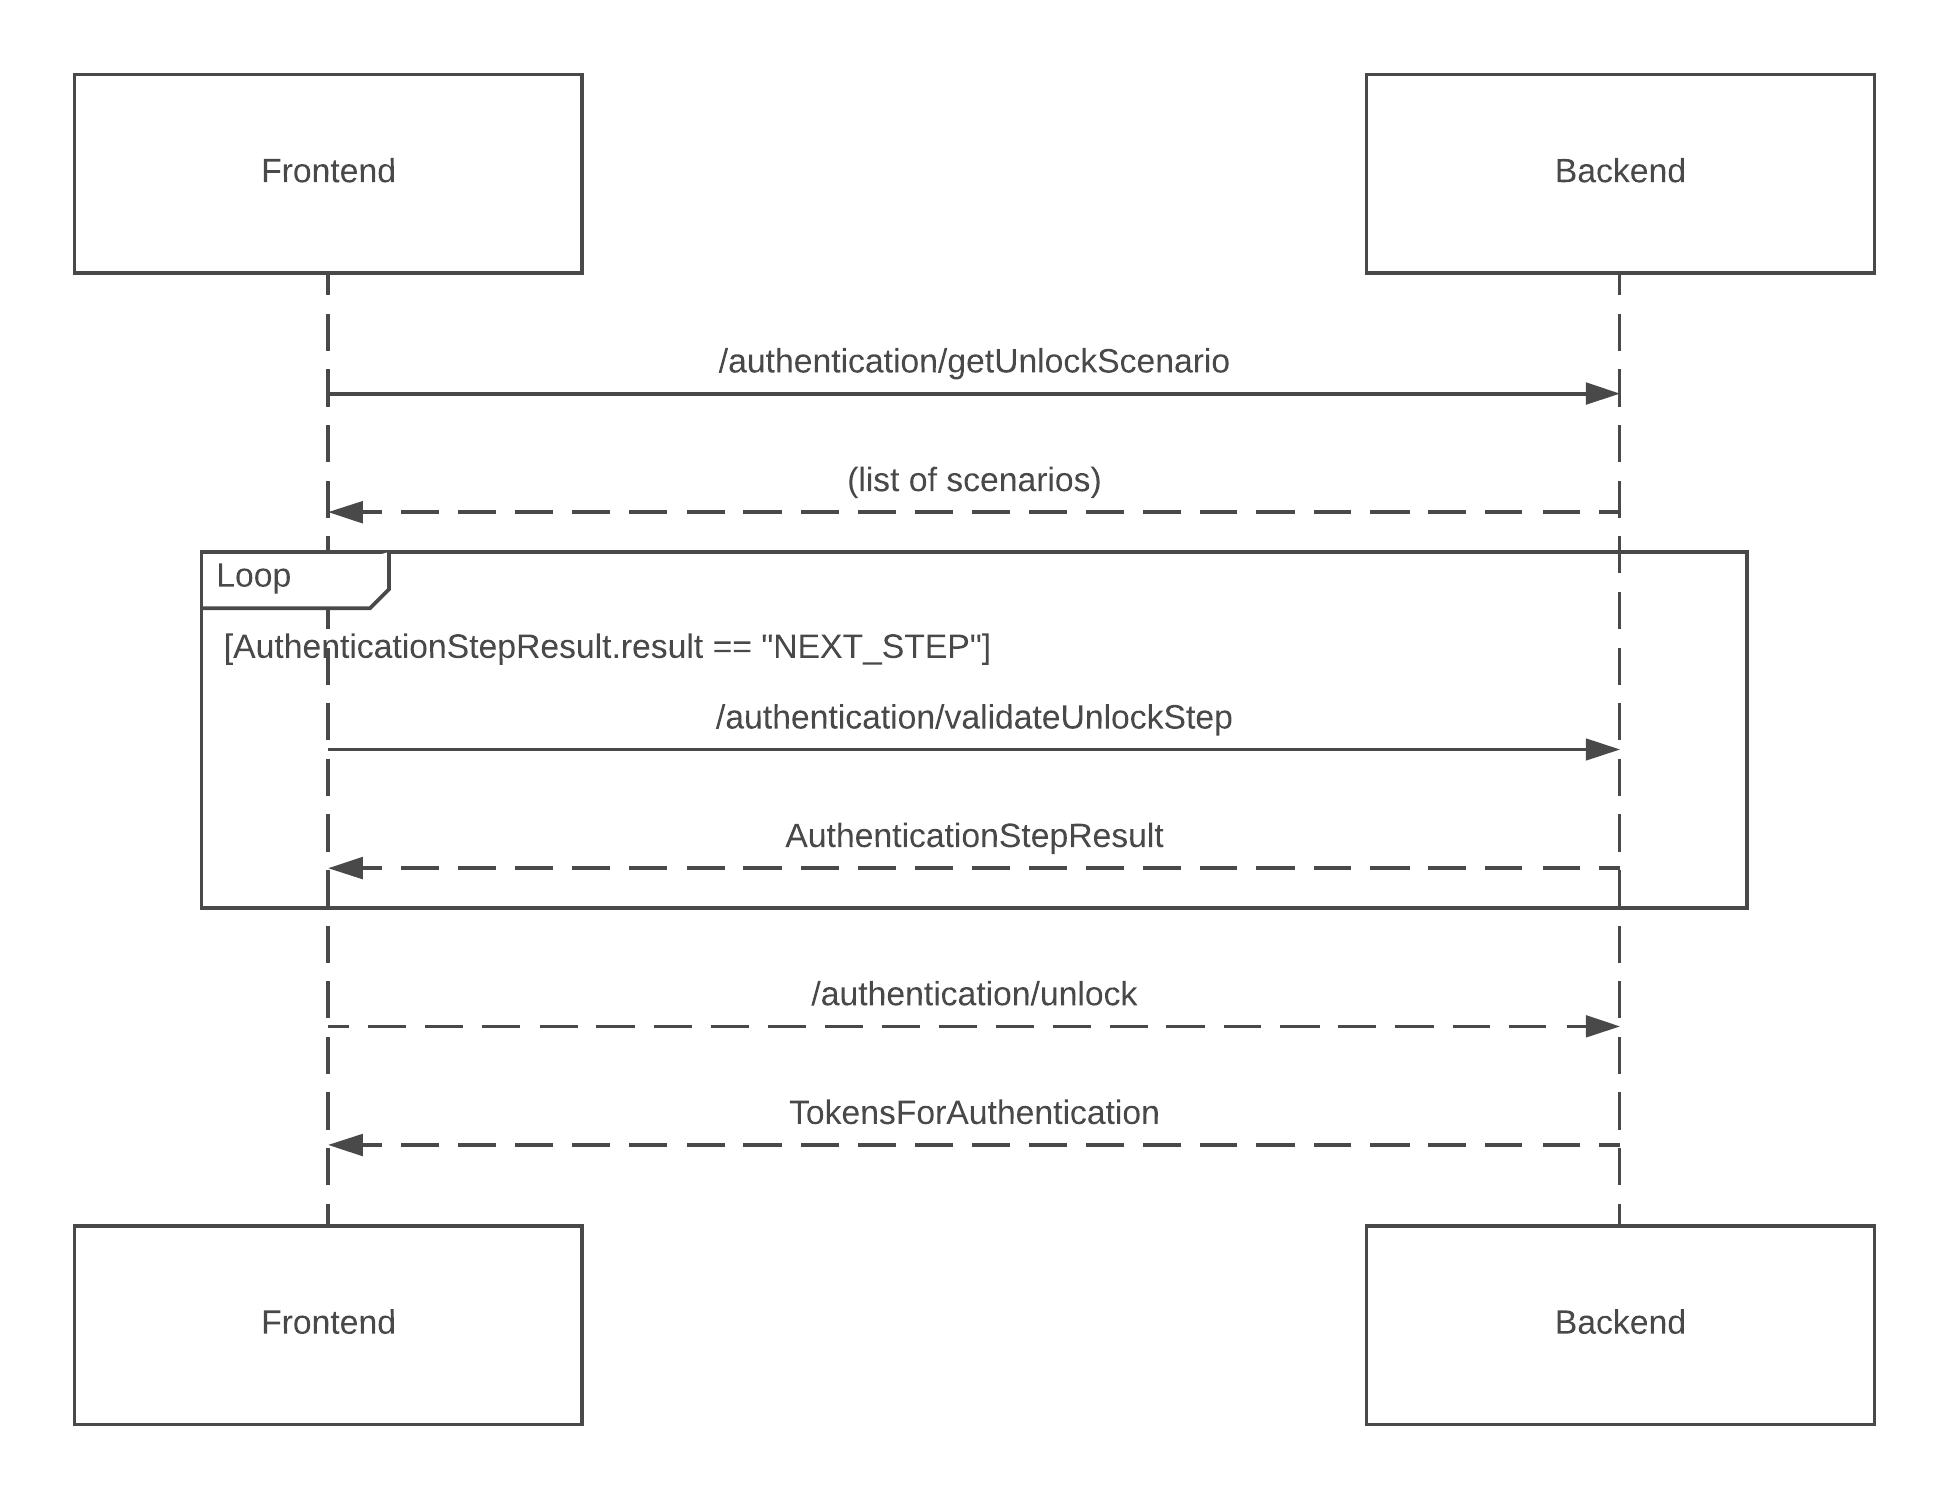 Frontend
Backend
/authentication/getUnlockScenario
(list of scenarios)
Loop
[AuthenticationStepResult.result == "NEXT_STEP"]
/authentication/validateUnlockStep
AuthenticationStepResult
/authentication/unlock
TokensForAuthentication
Frontend
Backend